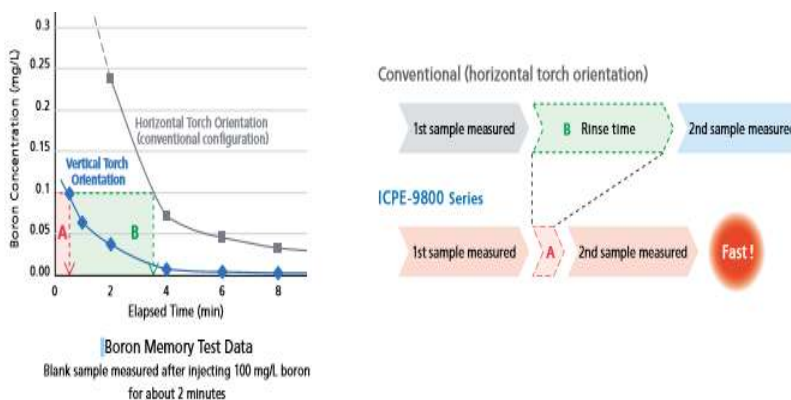 0.3
0.25
0.2
0.1
0.05
0.00
Boron Concentration (mg/L)
Horizontal Torch Orientation
(conventional configuration)
Vertical Torch
Orientation
A
B
0
2
4
6
8
Elapsed Time (min)
Boron Memory Test Data
Blank sample measured after injecting 100 mg/L boron
for about 2 minutes
Conventional (horizontal torch orientation)
1st sample measured
B Rinse time
2nd sample measured
ICPE-9800 Series
1st sample measured
A
2nd sample measured
Fast!